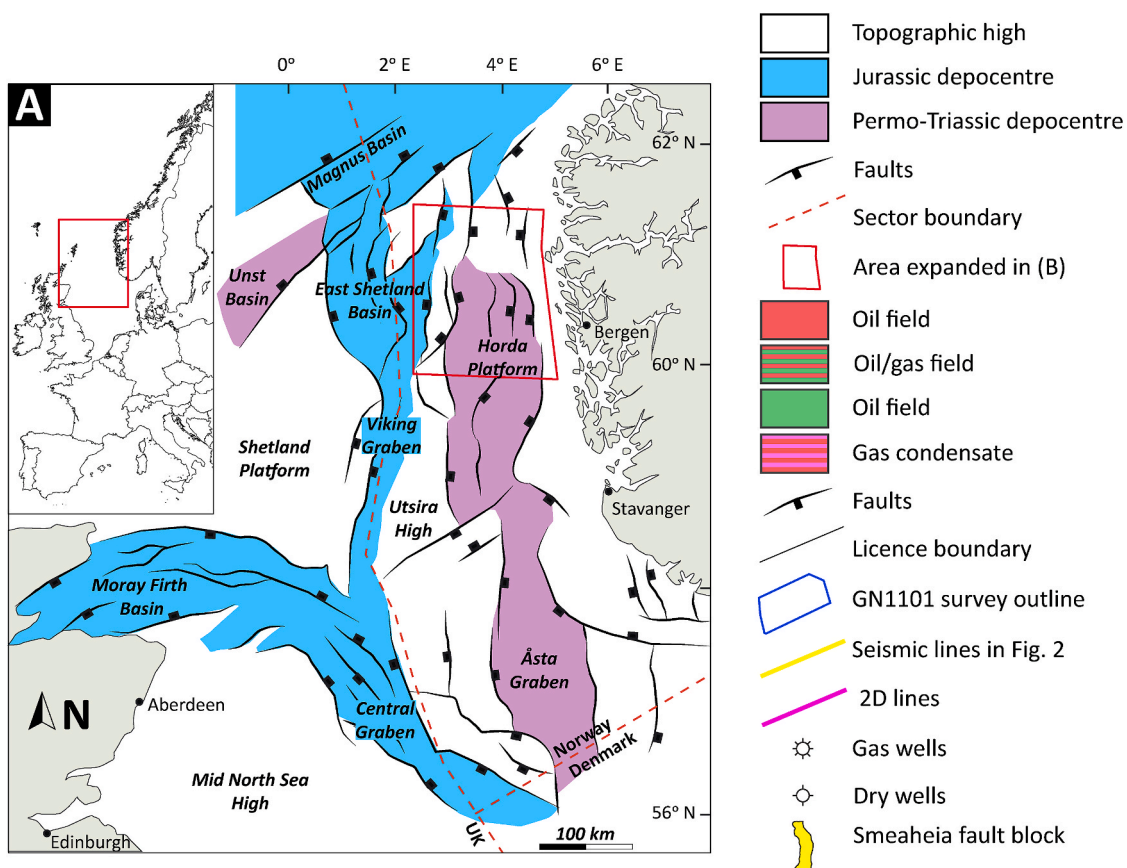 A
0°
2° E
4° E
6° E
62° N
60° N
56° N
Magnus Basin
Unst
Basin
East Shetland
Basin
Horda
Platform
Bergen
Viking
Graben
Shetland
Platform
Utsira
High
Stavanger
Moray Firth
Basin
Åsta
Graben
Aberdeen
N
Central
Graben
Norway
Denmark
Mid North Sea
High
UK
100 km
Edinburgh
Topographic high
Jurassic depocentre
Permo-Triassic depocentre
Faults
Sector boundary
Area expanded in (B)
Oil field
Oil/gas field
Oil field
Gas condensate
Faults
Licence boundary
GN1101 survey outline
Seismic lines in Fig. 2
2D lines
Gas wells
Dry wells
Smeaheia fault block